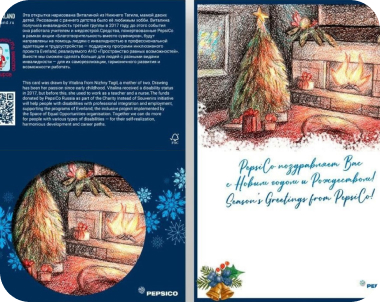 LAND
Эта открытка нарисована Виталиной из Нижнего Тагила, мамой двоих
детей. Рисование с раннего детства было её любимым хобби. Виталина
получила инвалидность третьей группы в 2017 году, до этого события
она работала учителем и медсестрой. Средства, пожертвованные PepsiCo
в рамках акции «Благотворительность вместо сувениров», будут
направлены на помощь людям с инвалидностью в профессиональной
адаптации и трудоустройстве – поддержку программ инклюзивного
проекта Everland, реализуемого АНО «Пространство равных возможностей».
Вместе мы сможем сделать больше для людей с разными видами
инвалидности – для их самореализации, гармоничного развития и
возможности работать.
This card was drawn by Vitalina from Nizhny Tagil, a mother of two. Drawing
has been her passion since early childhood. Vitalina received a disability status
in 2017, but before this, she used to work as a teacher and a nurse. The funds
donated by PepsiCo Russia as part of the Charity Instead of Souvenirs initiative
will help people with disabilities with professional integration and employment,
supporting the programs of Everland, the inclusive project implemented by
the Space of Equal Opportunities organisation. Together we can do more
for people with various types of disabilities – for their self-realization,
harmonious development and career paths.
FSC
PEPSICO
PepsiCo поздравляет Вас
с Новым годом и Рождеством!
Season's Greetings from PepsiCo!
PEP